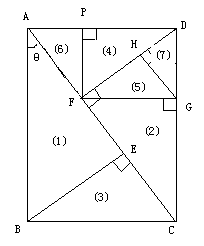 A P D
θ (6) (4) H (7)
(5)
F G
(2)
(1)
E
(3)
B C